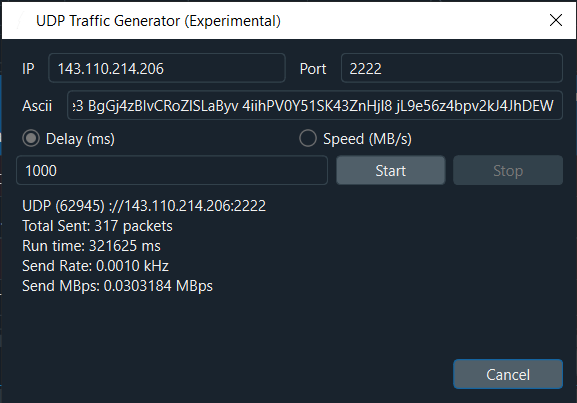 UDP Traffic Generator (Experimental)
IP 143.110.214.206 Port 2222
Ascii e3 BgGj4zBlvCRoZISLaByv 4iihPV0Y51SK43ZnHjI8 jL9e56z4bpv2kJ4JhDEW
Delay (ms) Speed (MB/s)
1000 Start Stop
UDP (62945) ://143.110.214.206:2222
Total Sent: 317 packets
Run time: 321625 ms
Send Rate: 0.0010 kHz
Send MBps: 0.0303184 MBps
Cancel